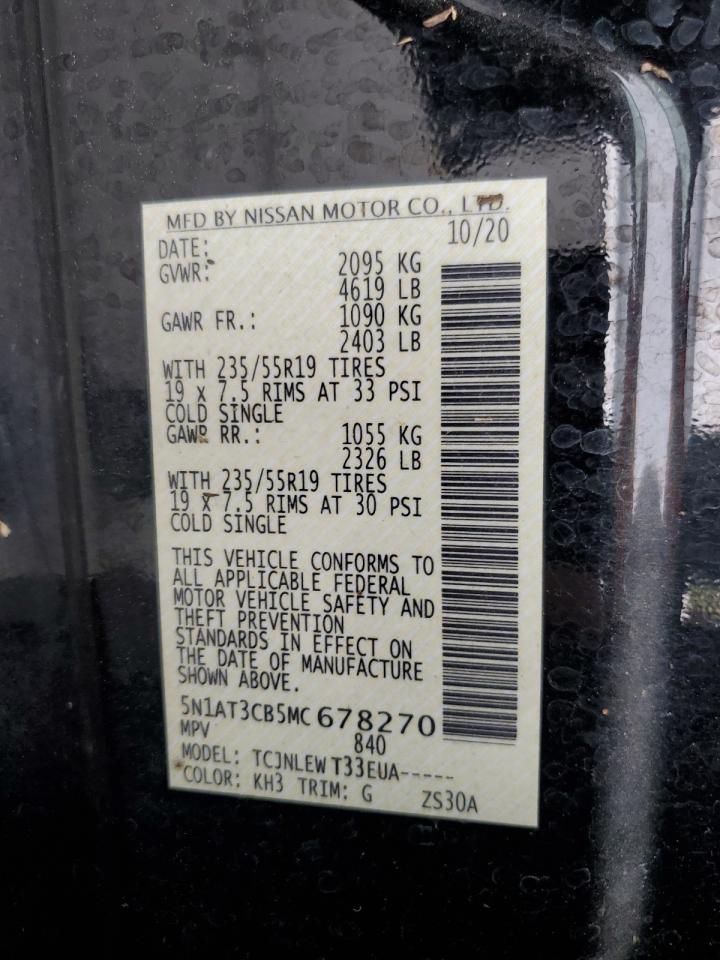 MFD BY NISSAN MOTOR CO., LTD.
DATE: 10/20
GVWR: 2095 KG
4619 LB
GAWR FR.: 1090 KG
2403 LB
WITH 235/55R19 TIRES
19 x 7.5 RIMS AT 33 PSI
COLD SINGLE
GAWR RR.: 1055 KG
2326 LB
WITH 235/55R19 TIRES
19 x 7.5 RIMS AT 30 PSI
COLD SINGLE
THIS VEHICLE CONFORMS TO
ALL APPLICABLE FEDERAL
MOTOR VEHICLE SAFETY AND
THEFT PREVENTION
STANDARDS IN EFFECT ON
THE DATE OF MANUFACTURE
SHOWN ABOVE.
5N1AT3CB5MC678270
MPV 840
MODEL: TCJNLEWT33EUA-----
COLOR: KH3 TRIM: G ZS30A